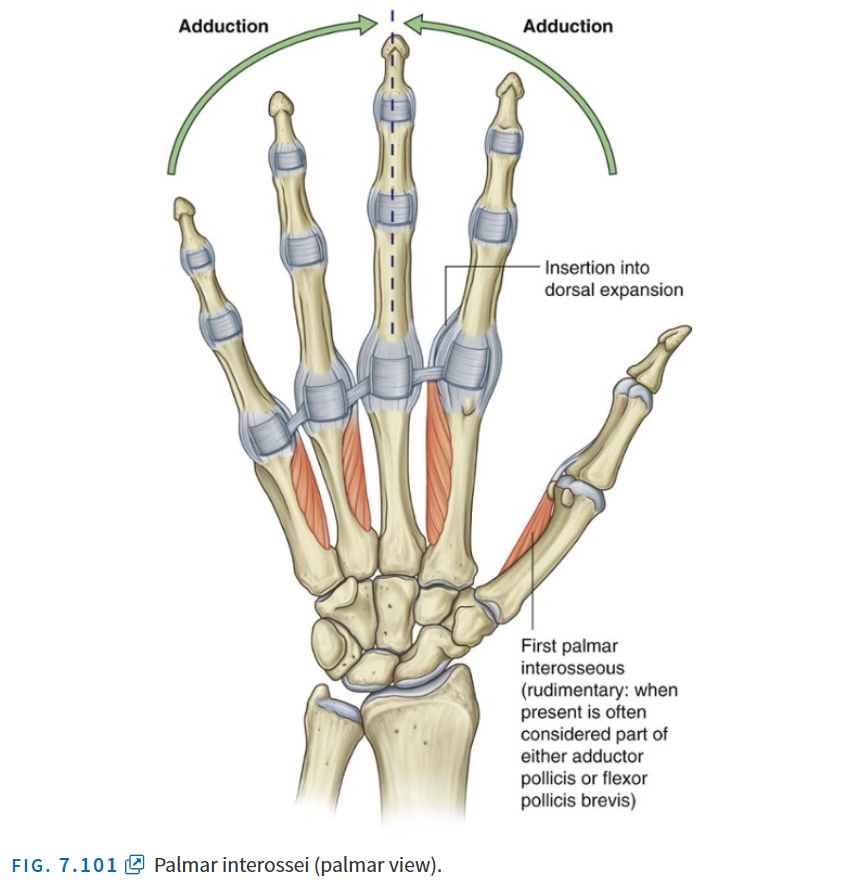 Adduction
Adduction
Insertion into
dorsal expansion
First palmar
interosseous
(rudimentary: when
present is often
considered part of
either adductor
pollicis or flexor
pollicis brevis)
FIG. 7.101 Palmar interossei (palmar view).